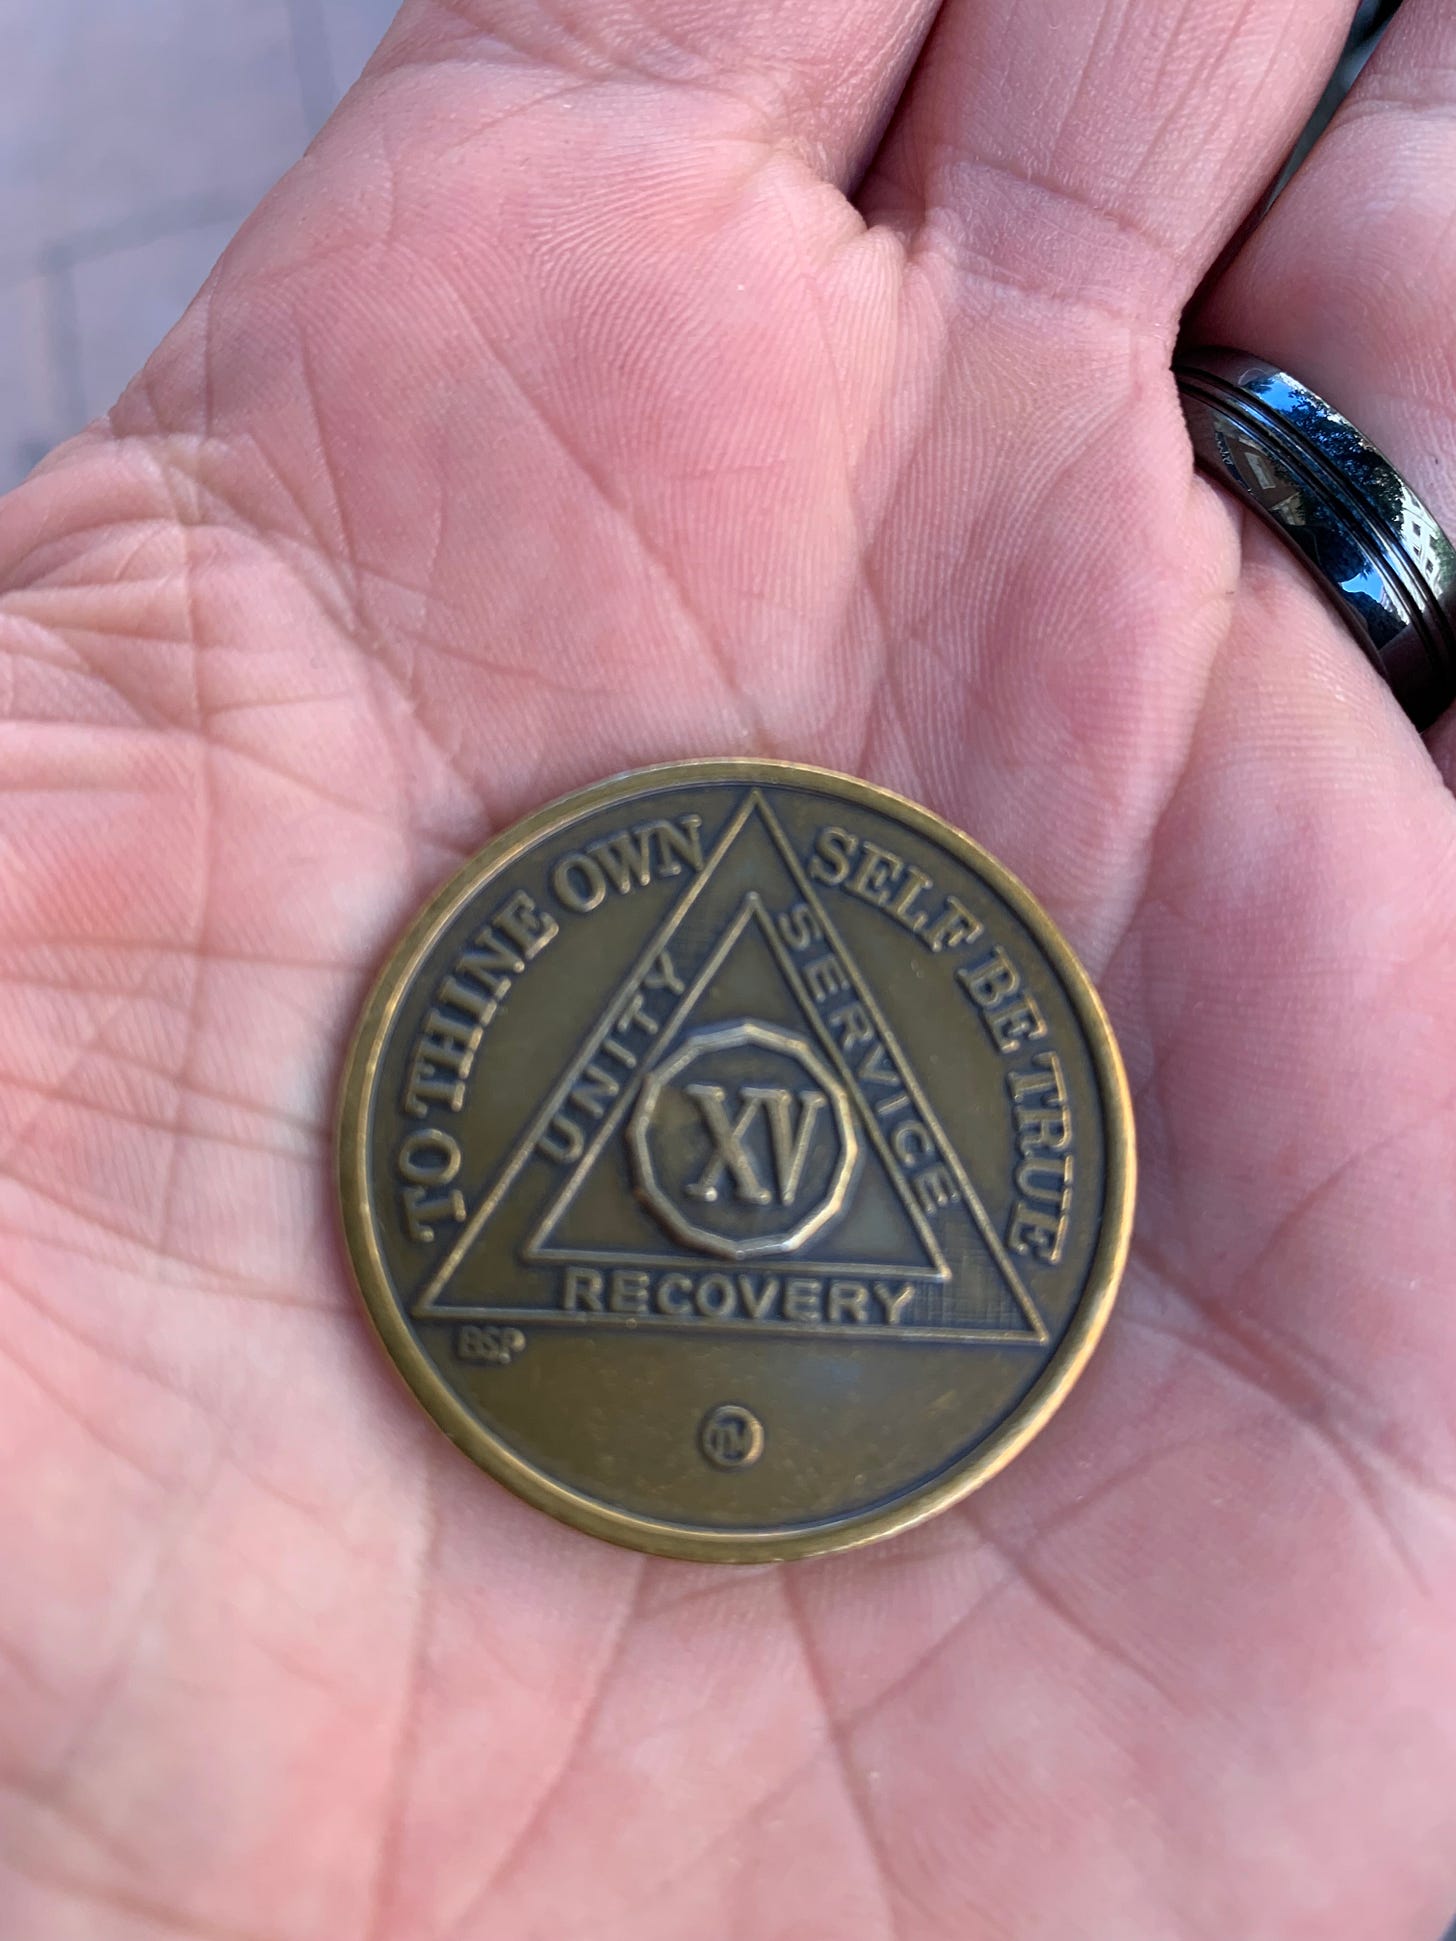 TO THINE OWN SELF BE TRUE
UNITY
SERVICE
XV
RECOVERY
BSP
TM